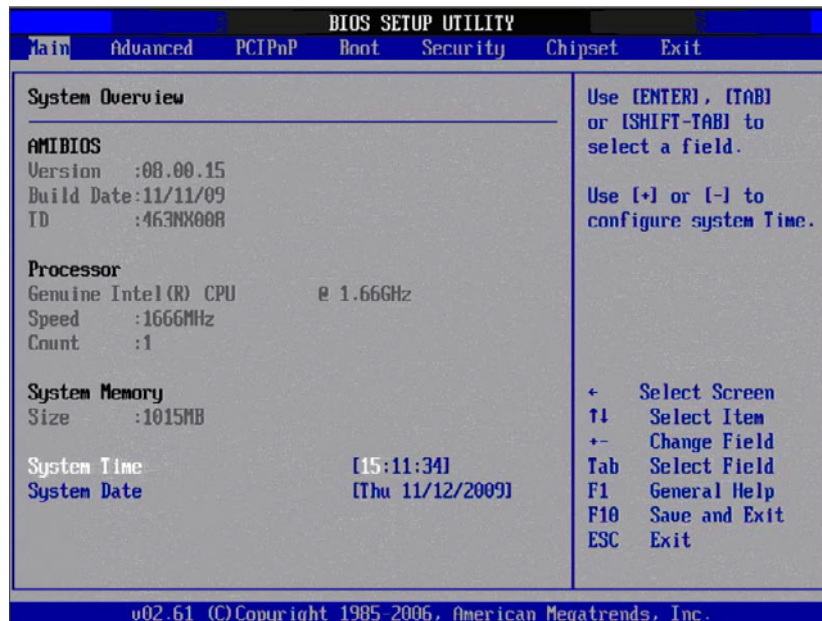 BIOS SETUP UTILITY
Main Advanced PCIPnP Boot Security Chipset Exit
System Overview
AMIBIOS
Version :08.00.15
Build Date:11/11/09
ID :463NX00R
Processor
Genuine Intel(R) CPU @ 1.66GHz
Speed :1666MHz
Count :1
System Memory
Size :1015MB
System Time [15:11:34]
System Date [Thu 11/12/2009]
Use [ENTER], [TAB]
or [SHIFT-TAB] to
select a field.
Use [+] or [-] to
configure system Time.
← Select Screen
↑↓ Select Item
+- Change Field
Tab Select Field
F1 General Help
F10 Save and Exit
ESC Exit
v02.61 (C)Copyright 1985-2006, American Megatrends, Inc.